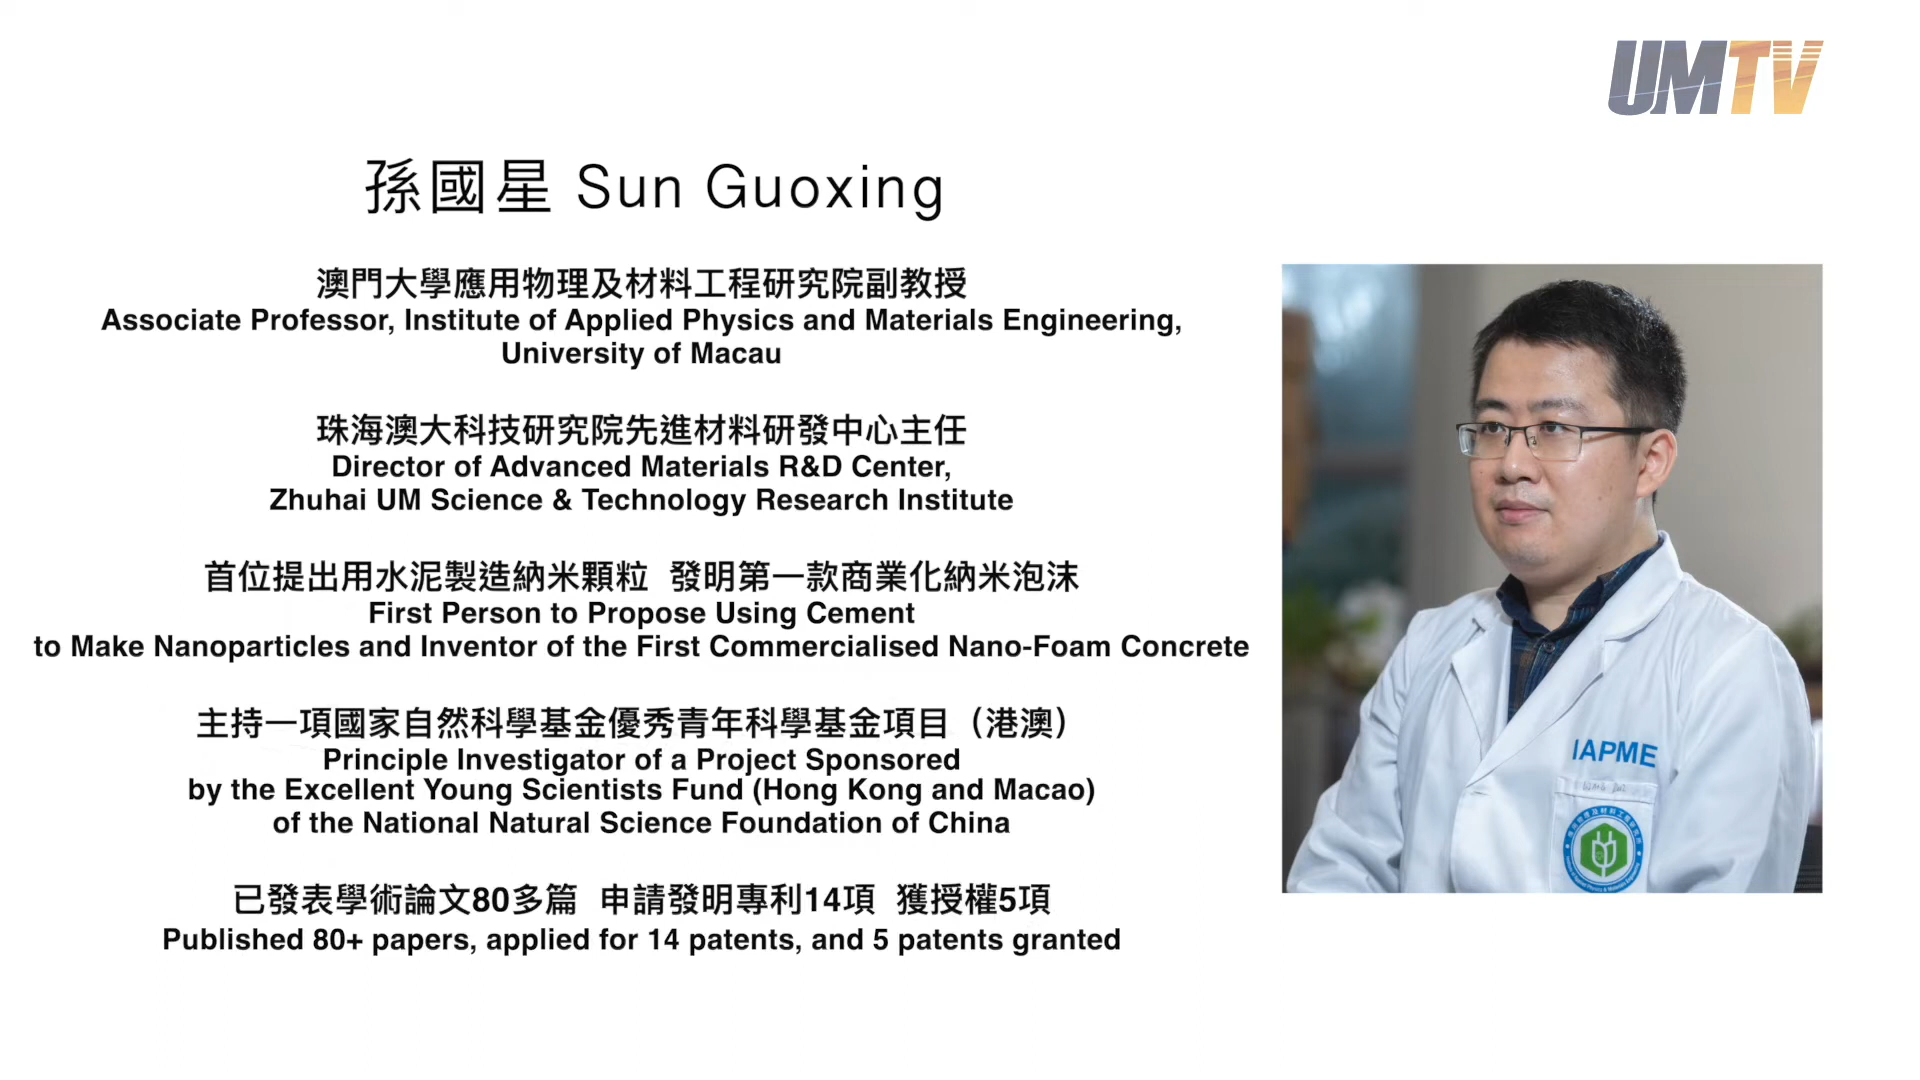 UMTV
孫國星 Sun Guoxing
澳門大學應用物理及材料工程研究院副教授
Associate Professor, Institute of Applied Physics and Materials Engineering,
University of Macau
珠海澳大科技研究院先進材料研發中心主任
Director of Advanced Materials R&D Center,
Zhuhai UM Science & Technology Research Institute
首位提出用水泥製造納米顆粒 發明第一款商業化納米泡沫
First Person to Propose Using Cement
to Make Nanoparticles and Inventor of the First Commercialised Nano-Foam Concrete
主持一項國家自然科學基金優秀青年科學基金項目（港澳）
Principle Investigator of a Project Sponsored
by the Excellent Young Scientists Fund (Hong Kong and Macao)
of the National Natural Science Foundation of China
已發表學術論文80多篇 申請發明專利14項 獲授權5項
Published 80+ papers, applied for 14 patents, and 5 patents granted
IAPME